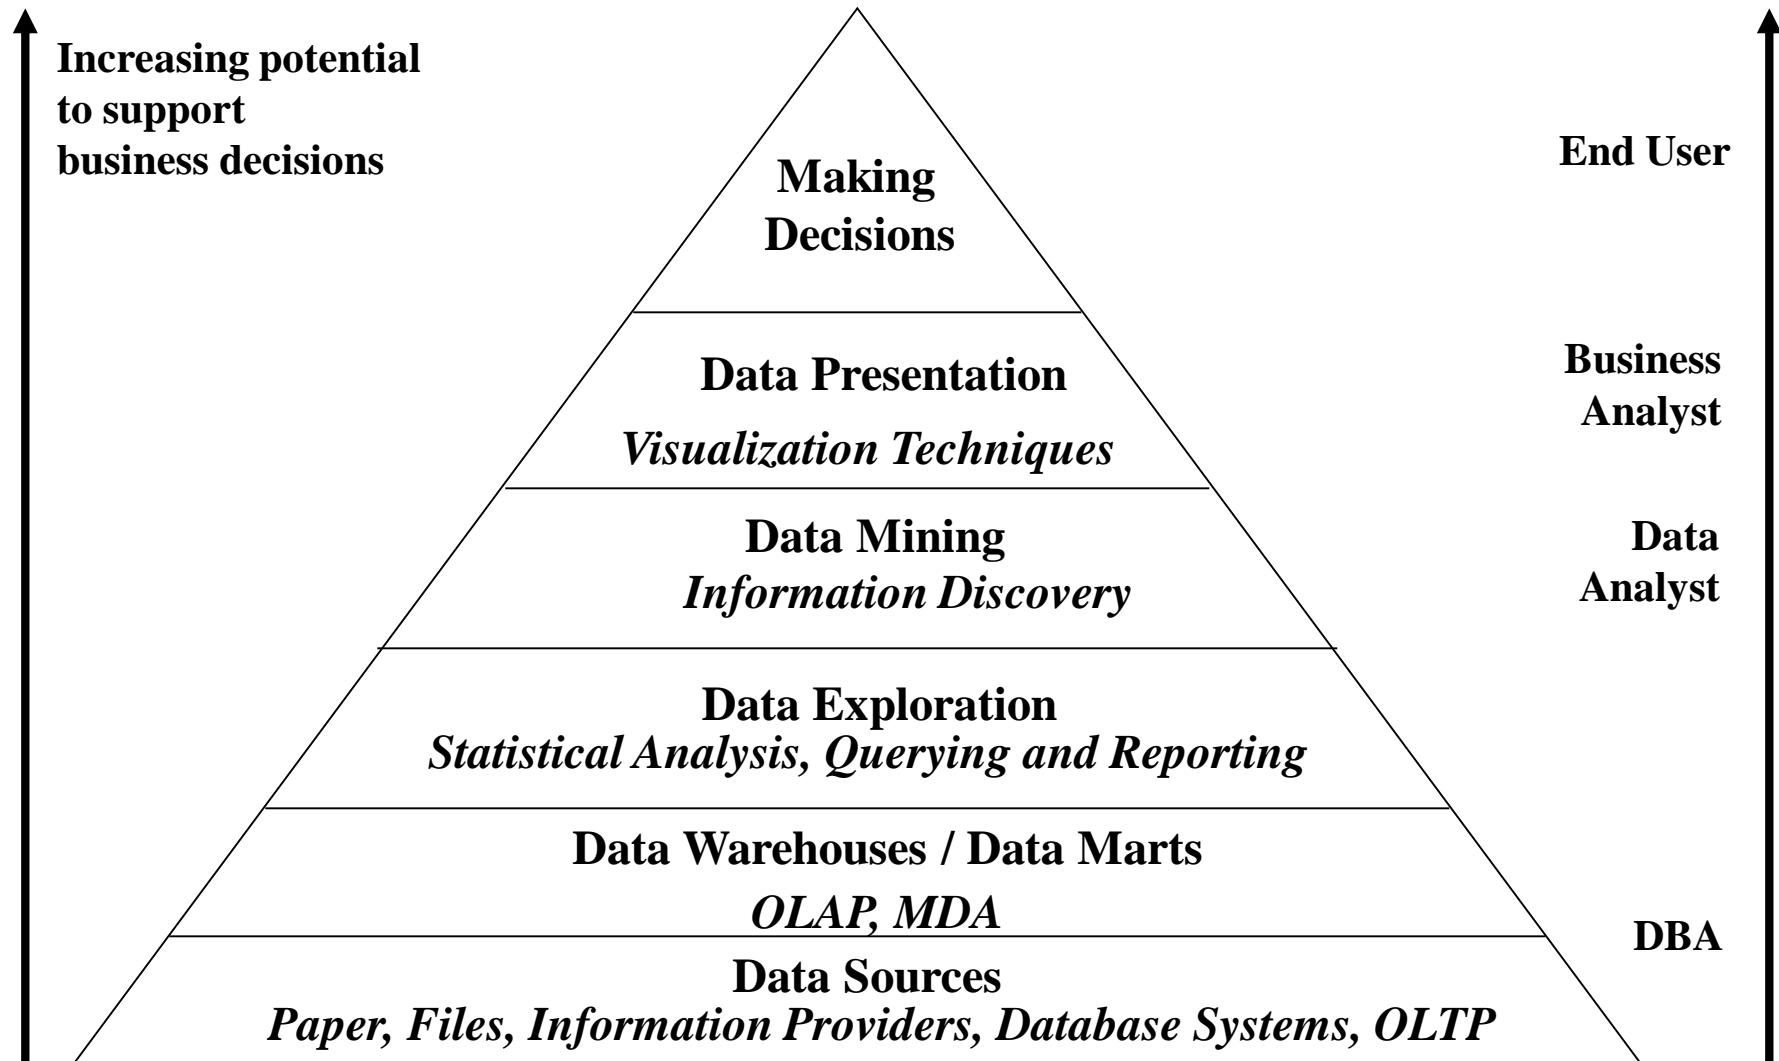 Increasing potential
to support
business decisions
End User
Making
Decisions
Business
Analyst
Data Presentation
Visualization Techniques
Data Mining
Information Discovery
Data
Analyst
Data Exploration
Statistical Analysis, Querying and Reporting
Data Warehouses / Data Marts
OLAP, MDA
DBA
Data Sources
Paper, Files, Information Providers, Database Systems, OLTP